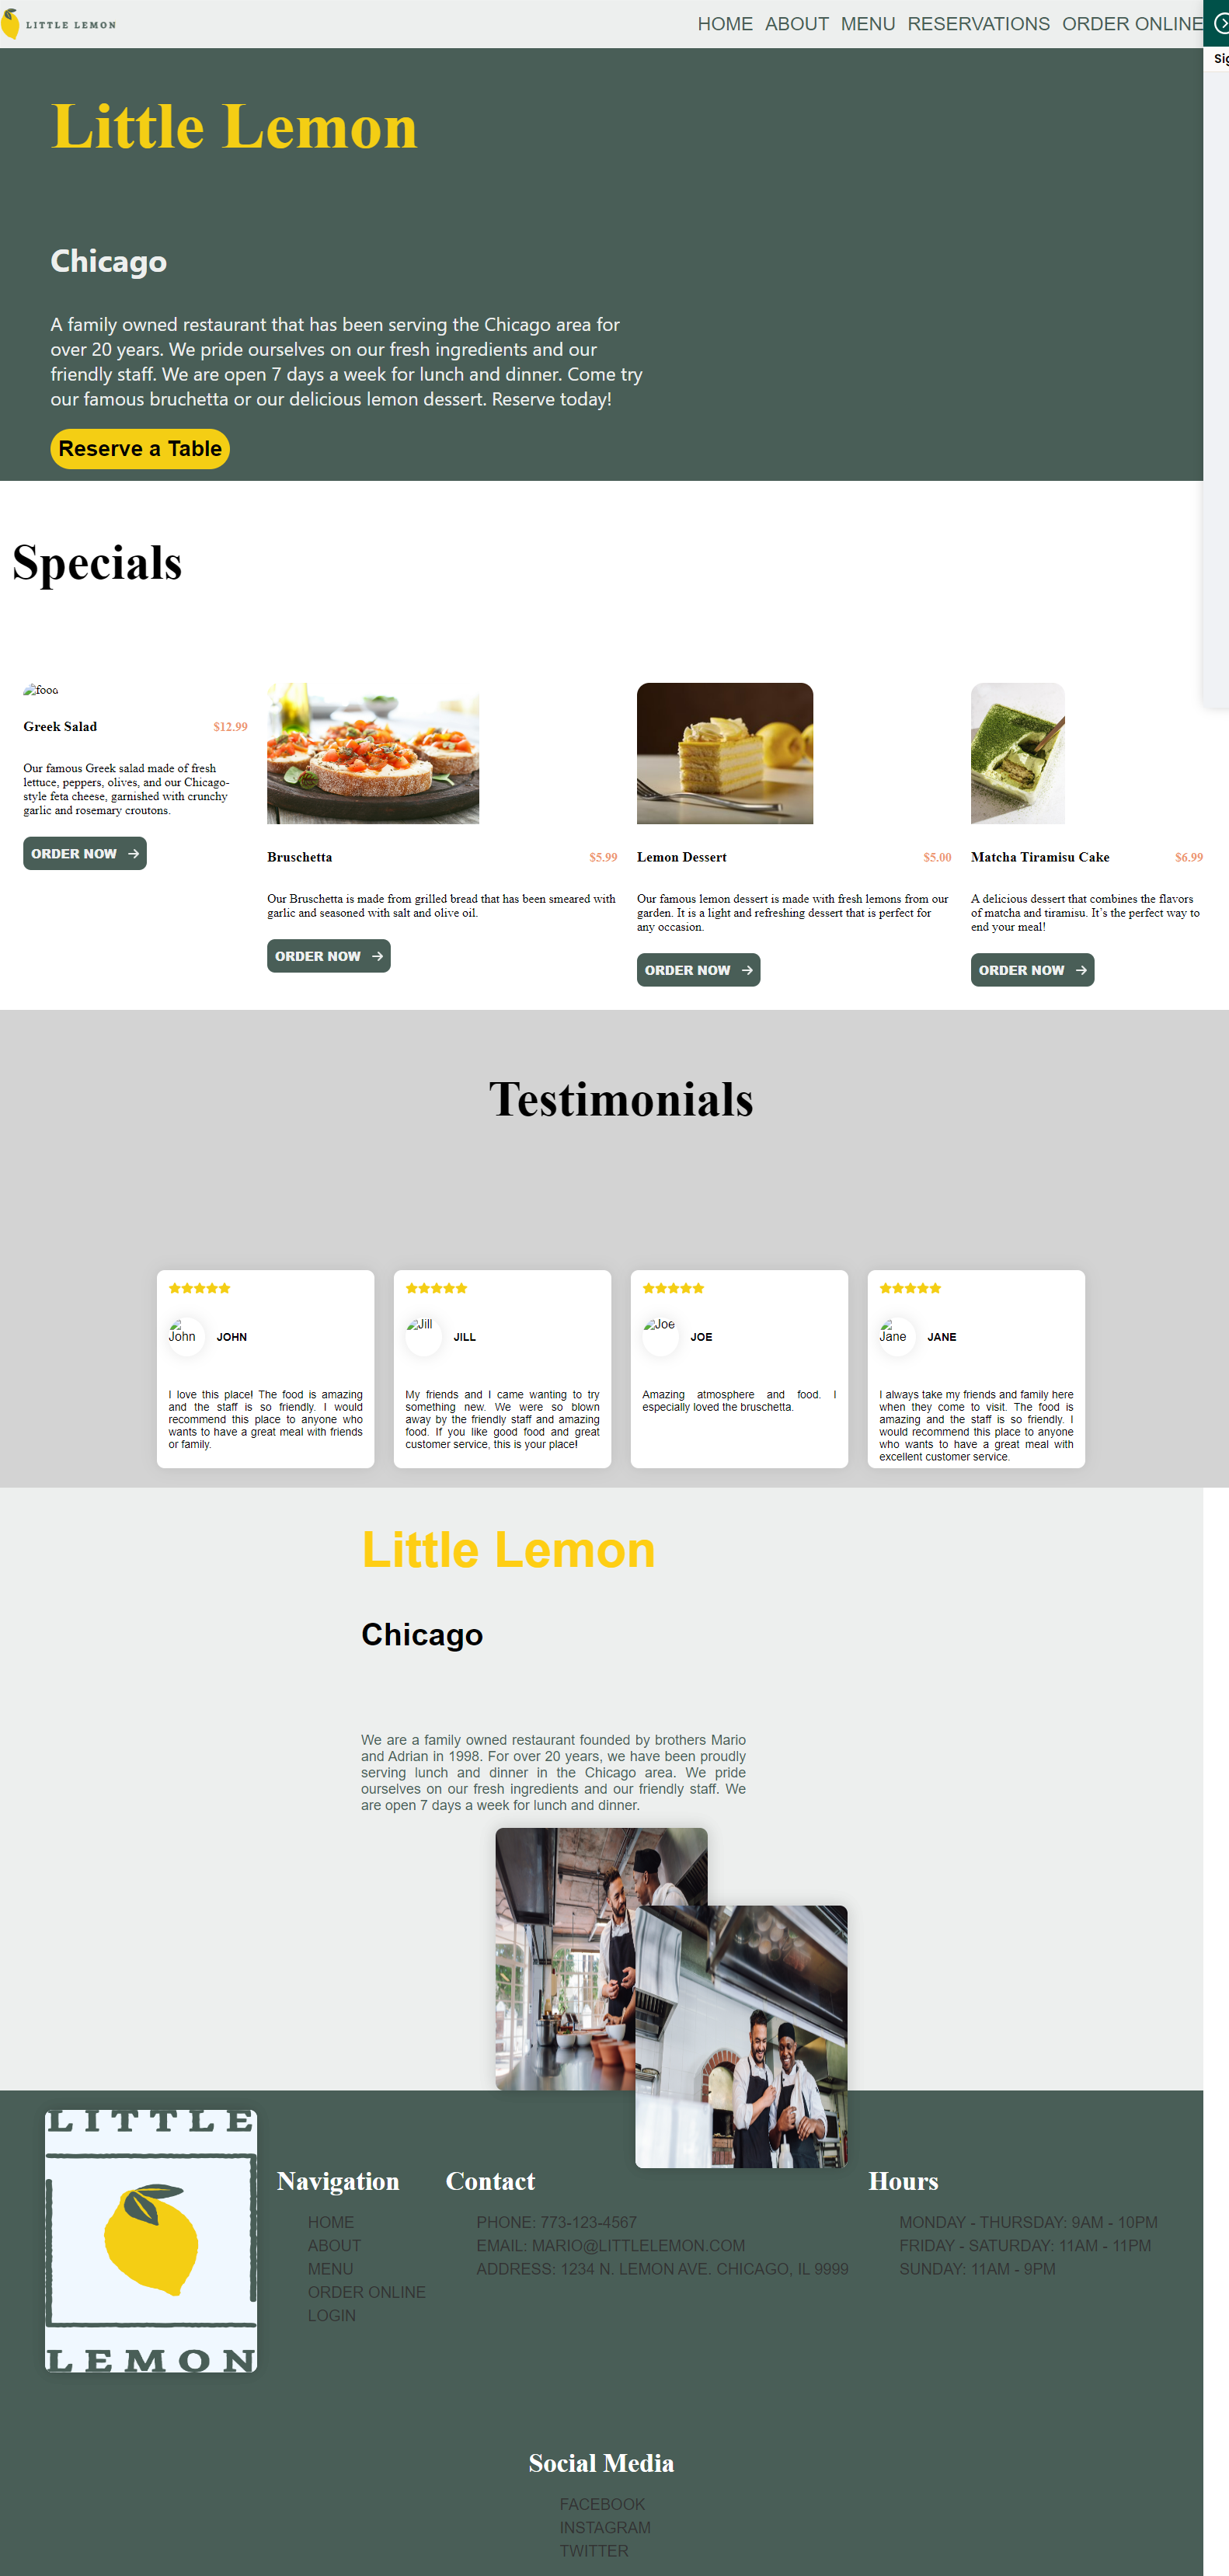 LITTLE LEMON
HOME ABOUT MENU RESERVATIONS ORDER ONLINE
Sig
Little Lemon
Chicago
A family owned restaurant that has been serving the Chicago area for
over 20 years. We pride ourselves on our fresh ingredients and our
friendly staff. We are open 7 days a week for lunch and dinner. Come try
our famous bruchetta or our delicious lemon dessert. Reserve today!
Reserve a Table
Specials
food
Greek Salad $12.99
Our famous Greek salad made of fresh
lettuce, peppers, olives, and our Chicago-
style feta cheese, garnished with crunchy
garlic and rosemary croutons.
ORDER NOW
Bruschetta $5.99
Our Bruschetta is made from grilled bread that has been smeared with
garlic and seasoned with salt and olive oil.
ORDER NOW
Lemon Dessert $5.00
Our famous lemon dessert is made with fresh lemons from our
garden. It is a light and refreshing dessert that is perfect for
any occasion.
ORDER NOW
Matcha Tiramisu Cake $6.99
A delicious dessert that combines the flavors
of matcha and tiramisu. It's the perfect way to
end your meal!
ORDER NOW
Testimonials
John JOHN
I love this place! The food is amazing
and the staff is so friendly. I would
recommend this place to anyone who
wants to have a great meal with friends
or family.
Jill JILL
My friends and I came wanting to try
something new. We were so blown
away by the friendly staff and amazing
food. If you like good food and great
customer service, this is your place!
Joe JOE
Amazing atmosphere and food. I
especially loved the bruschetta.
Jane JANE
I always take my friends and family here
when they come to visit. The food is
amazing and the staff is so friendly. I
would recommend this place to anyone
who wants to have a great meal with
excellent customer service.
Little Lemon
Chicago
We are a family owned restaurant founded by brothers Mario
and Adrian in 1998. For over 20 years, we have been proudly
serving lunch and dinner in the Chicago area. We pride
ourselves on our fresh ingredients and our friendly staff. We
are open 7 days a week for lunch and dinner.
LITTLE
LEMON
Navigation
HOME
ABOUT
MENU
ORDER ONLINE
LOGIN
Contact
PHONE: 773-123-4567
EMAIL: MARIO@LITTLELEMON.COM
ADDRESS: 1234 N. LEMON AVE. CHICAGO, IL 9999
Hours
MONDAY - THURSDAY: 9AM - 10PM
FRIDAY - SATURDAY: 11AM - 11PM
SUNDAY: 11AM - 9PM
Social Media
FACEBOOK
INSTAGRAM
TWITTER